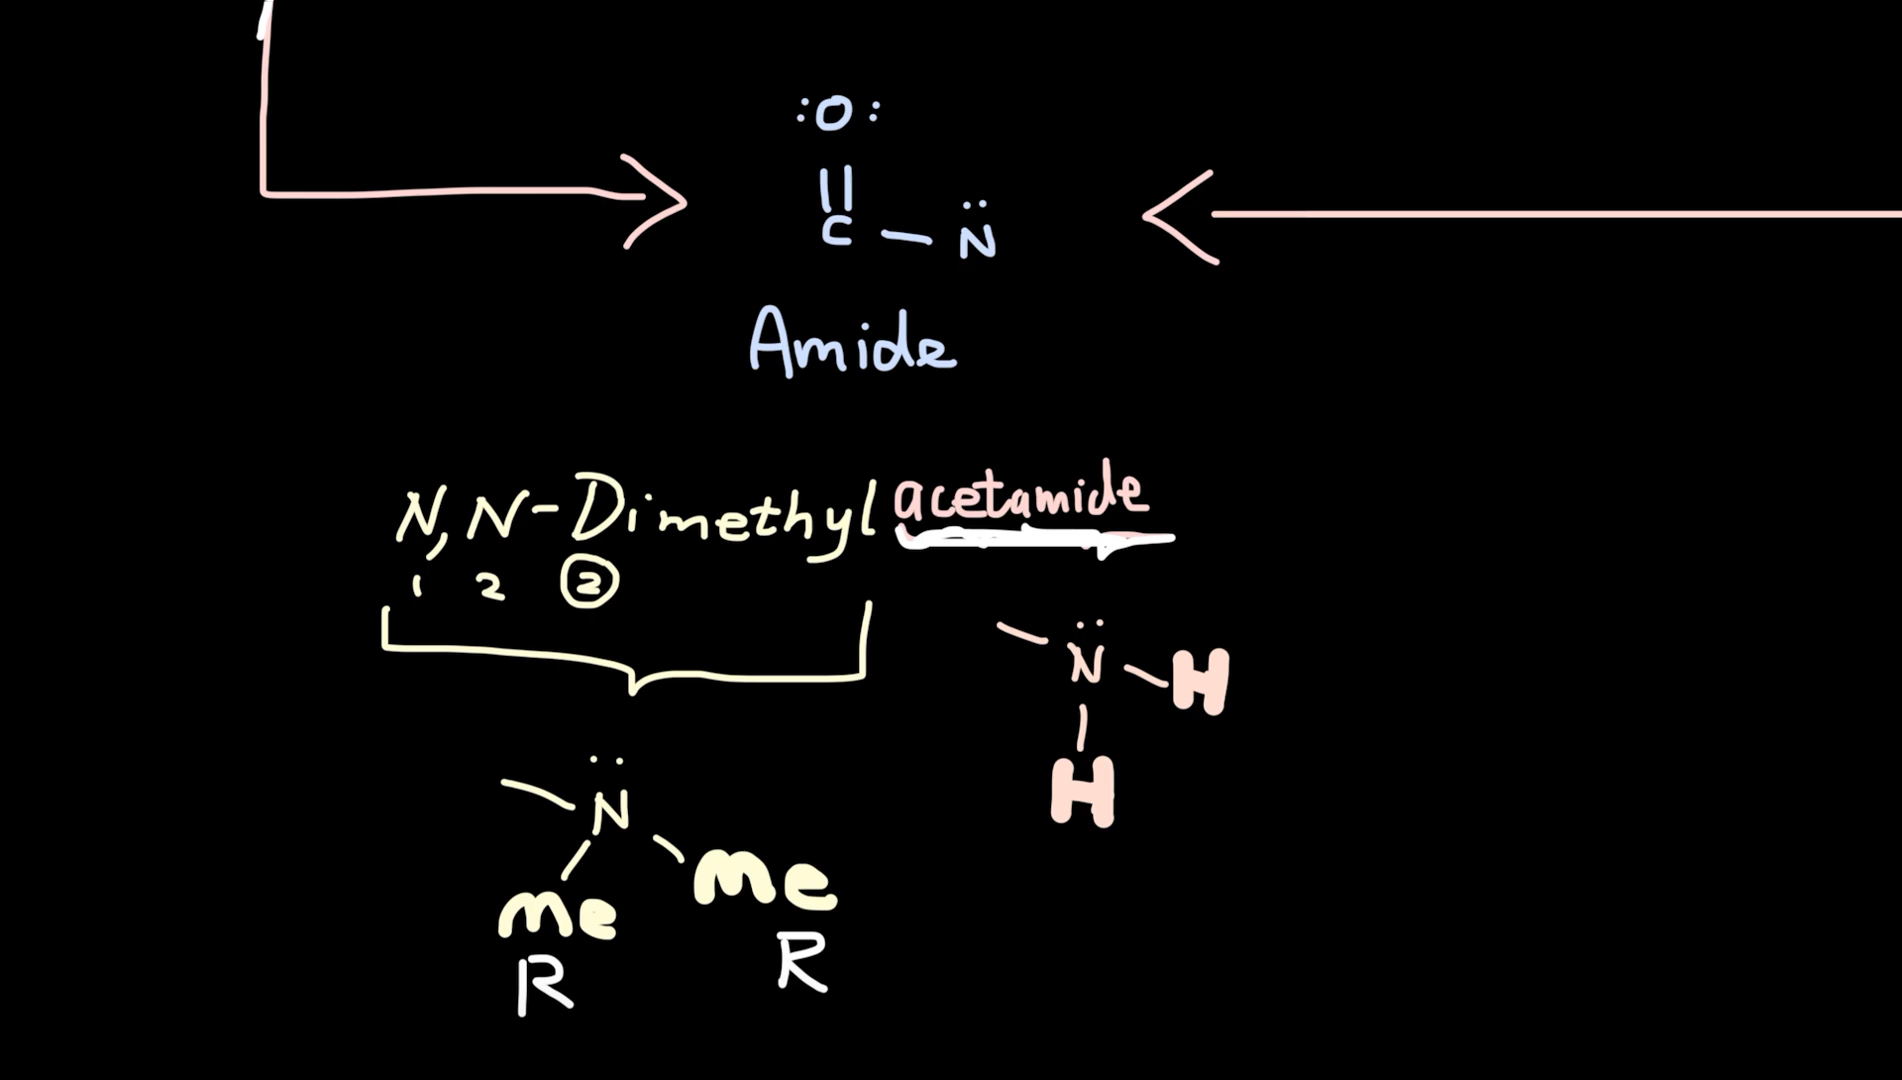 :O:
||
C - N̈
Amide
N,N-Dimethyl acetamide
1 2 ②
N̈ - H
H
N̈
Me Me
R R